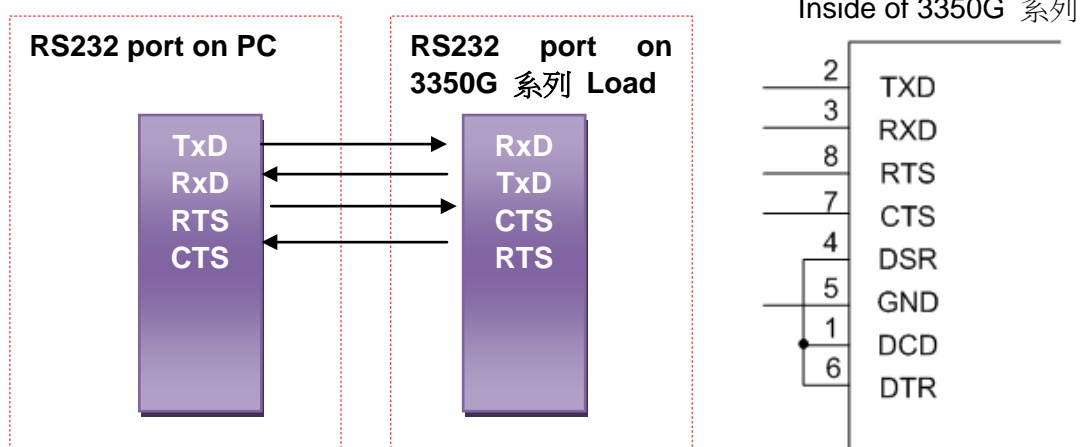 RS232 port on PC
RS232 port on
3350G 系列 Load
TxD
RxD
RTS
CTS
RxD
TxD
CTS
RTS
Inside of 3350G 系列
2 TXD
3 RXD
8 RTS
7 CTS
4 DSR
5 GND
1 DCD
6 DTR